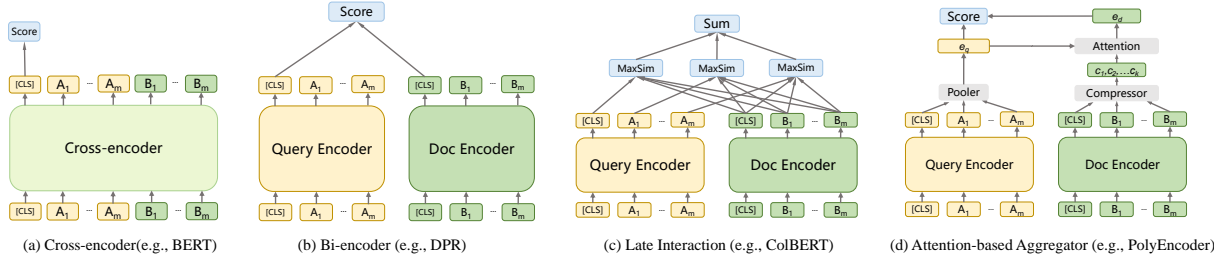 Score
[CLS] A1 ... Am B1 ... Bm
Cross-encoder
[CLS] A1 ... Am B1 ... Bm
(a) Cross-encoder(e.g., BERT)
Score
[CLS] A1 ... Am [CLS] B1 ... Bm
Query Encoder Doc Encoder
[CLS] A1 ... Am [CLS] B1 ... Bm
(b) Bi-encoder (e.g., DPR)
Sum
MaxSim MaxSim MaxSim
[CLS] A1 ... Am [CLS] B1 ... Bm
Query Encoder Doc Encoder
[CLS] A1 ... Am [CLS] B1 ... Bm
(c) Late Interaction (e.g., ColBERT)
Score ed
eq Attention
c1,c2,...ck
Pooler Compressor
[CLS] A1 ... Am [CLS] B1 ... Bm
Query Encoder Doc Encoder
[CLS] A1 ... Am [CLS] B1 ... Bm
(d) Attention-based Aggregator (e.g., PolyEncoder)